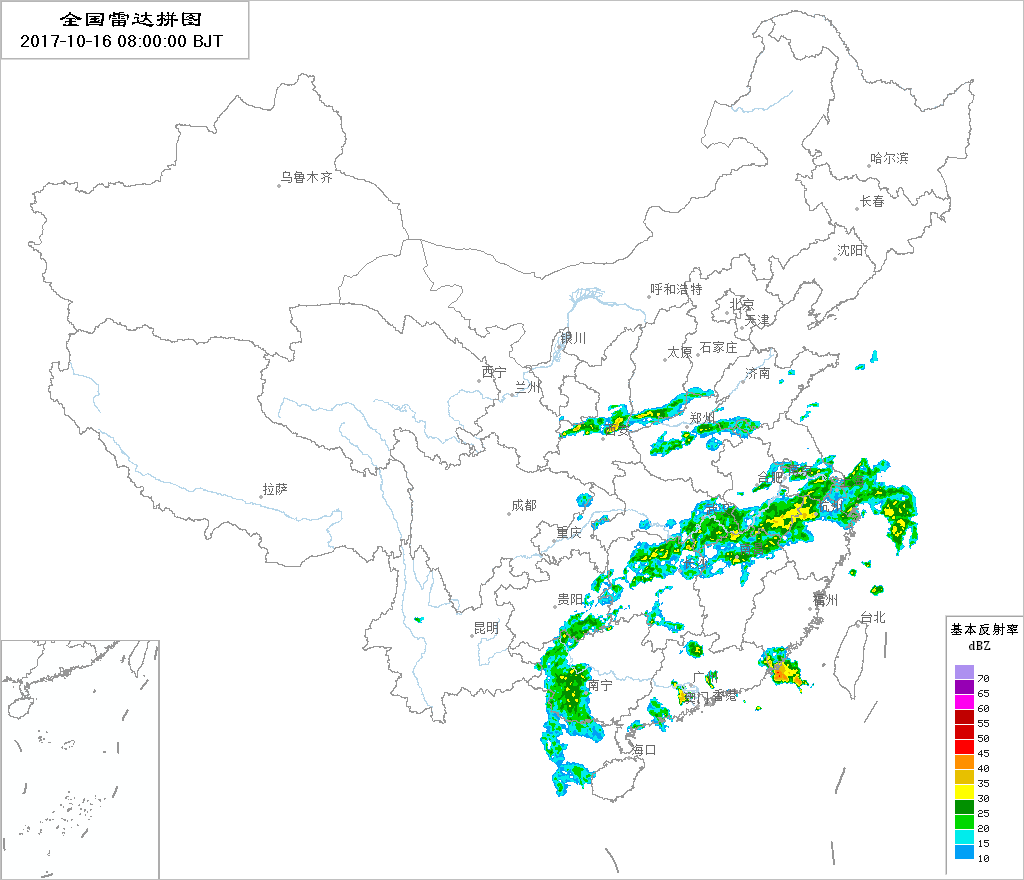 全国雷达拼图
2017-10-16 08:00:00 BJT
乌鲁木齐
哈尔滨
长春
沈阳
呼和浩特
北京
天津
银川
石家庄
太原
西宁
济南
兰州
郑州
合肥
拉萨
成都
重庆
贵阳
福州
台北
昆明
南宁
广
澳门
香港
海口
基本反射率
dBZ
70
65
60
55
50
45
40
35
30
25
20
15
10